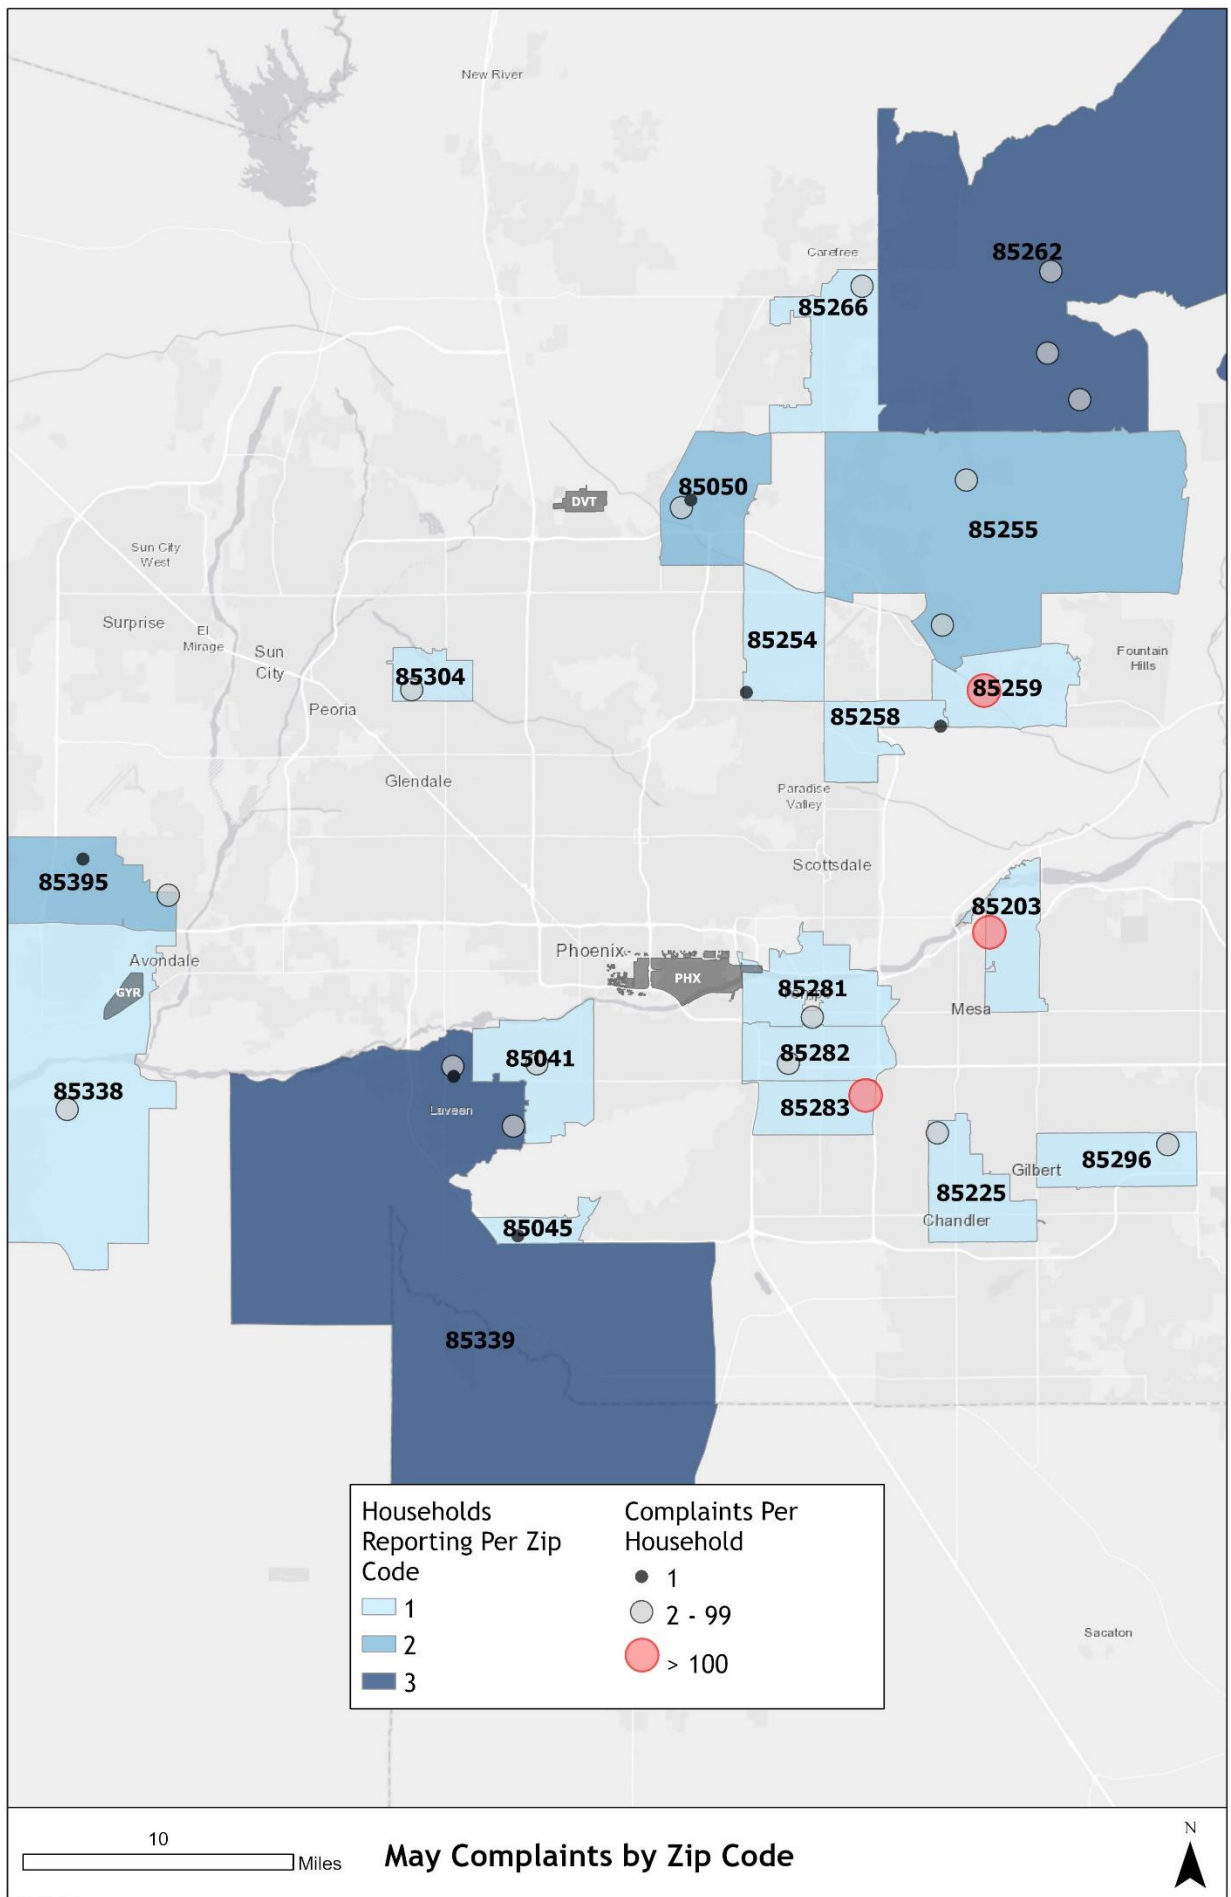 New River
Carefree
85262
85266
85050
DVT
85255
Sun City
West
Surprise
El
Mirage
Sun
City
85254
Fountain
Hills
85304
85259
Peoria
85258
Glendale
Paradise
Valley
Scottsdale
85395
85203
Phoenix
Avondale
PHX
GYR
85281
Tempe
Mesa
85282
85041
85338
85283
Laveen
85296
Gilbert
85225
Chandler
85045
85339
Households
Reporting Per Zip
Code
1
2
3
Complaints Per
Household
1
2 - 99
> 100
Sacaton
10
Miles
May Complaints by Zip Code
N